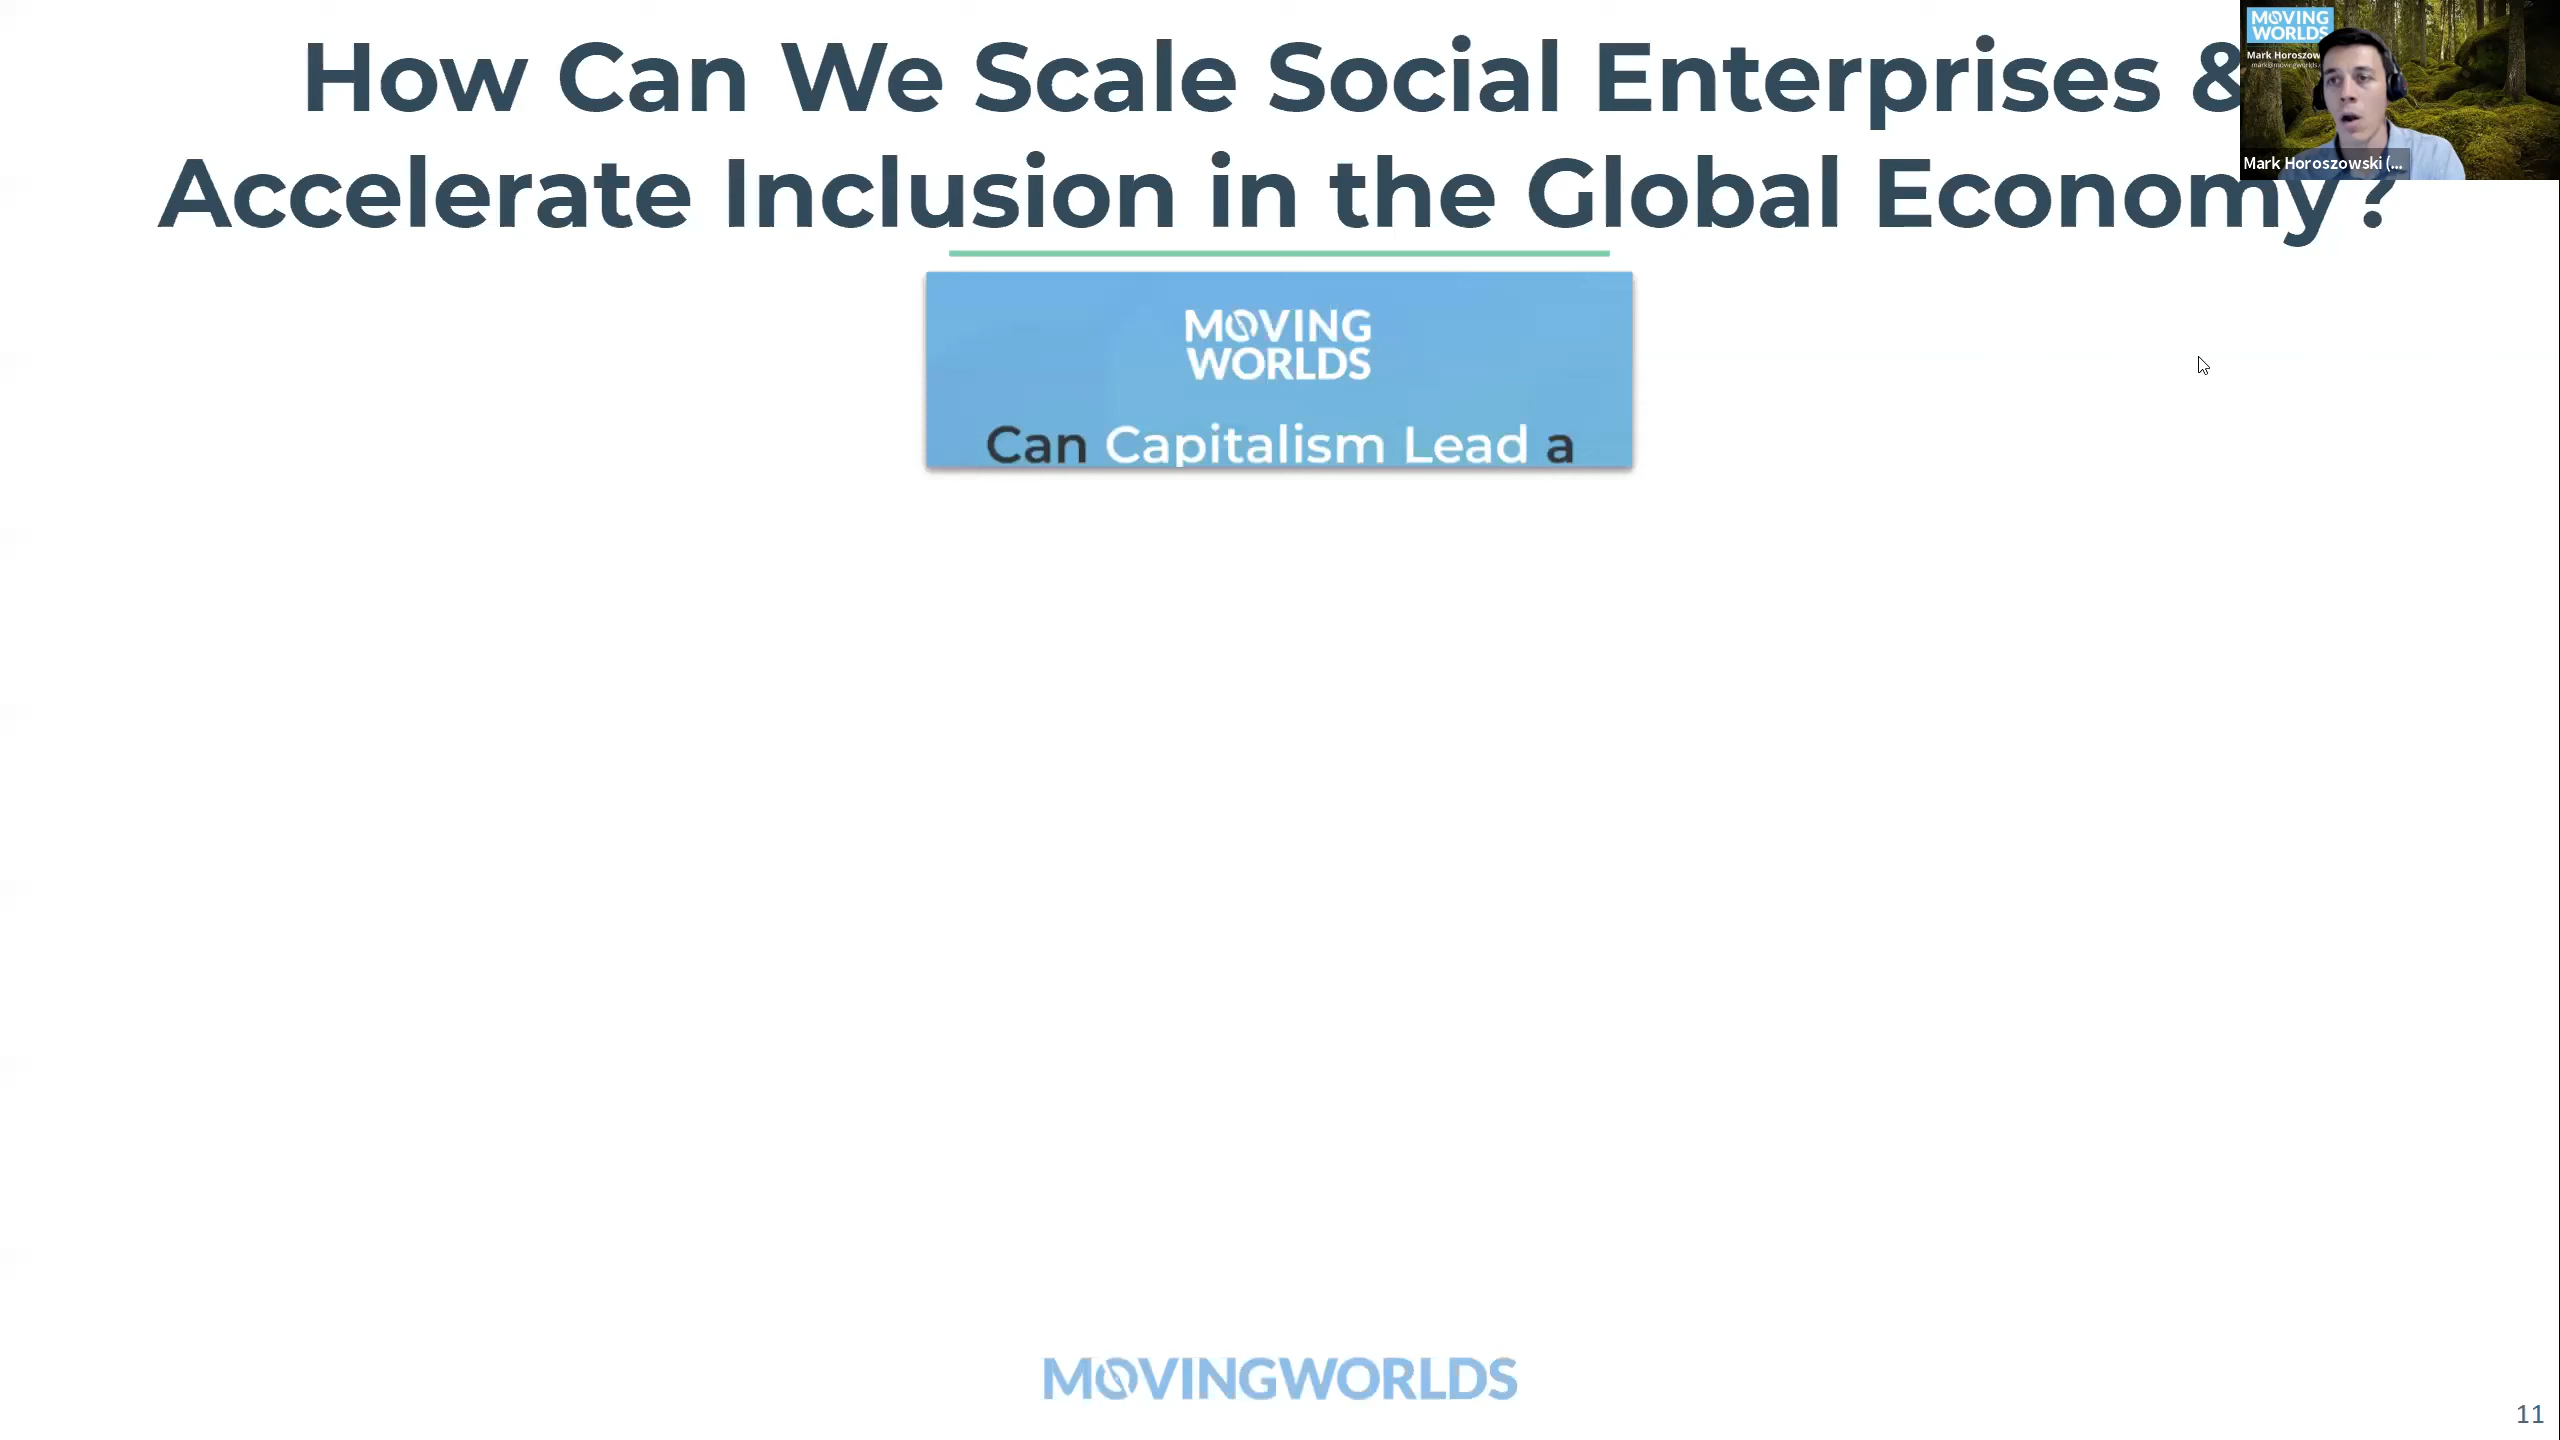 How Can We Scale Social Enterprises &
Accelerate Inclusion in the Global Economy?
MOVING
WORLDS
Mark Horoszow
Mark Horoszowski (...
MOVING
WORLDS
Can Capitalism Lead a
MOVINGWORLDS
11